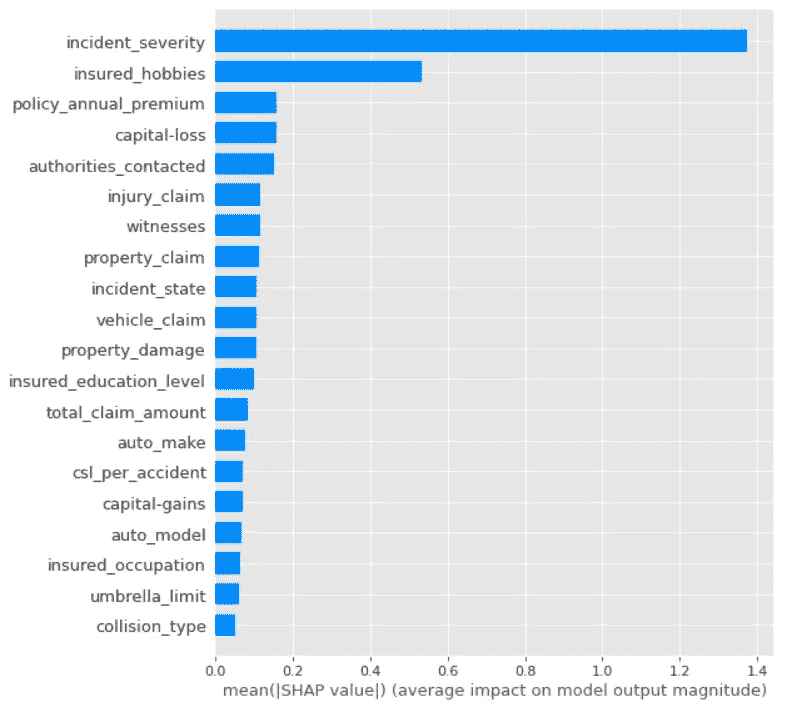 incident_severity
insured_hobbies
policy_annual_premium
capital-loss
authorities_contacted
injury_claim
witnesses
property_claim
incident_state
vehicle_claim
property_damage
insured_education_level
total_claim_amount
auto_make
csl_per_accident
capital-gains
auto_model
insured_occupation
umbrella_limit
collision_type
0.0 0.2 0.4 0.6 0.8 1.0 1.2 1.4
mean(|SHAP value|) (average impact on model output magnitude)